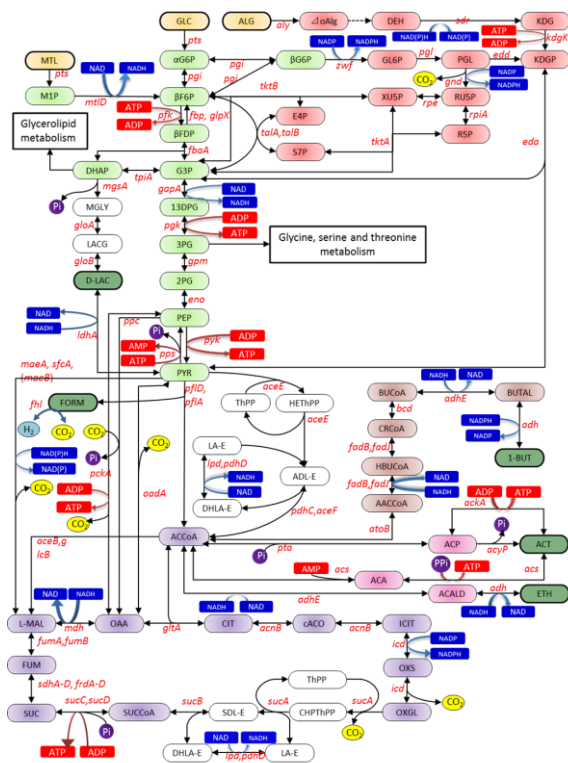 GLC
ALG
aly
⊿oAlg
DEH
sdr
KDG
NAD(P)H
NAD(P)
ATP
ADP
kdgK
MTL
pts
NAD
NADH
pts
αG6P
pgi
βG6P
NADP
NADPH
zwf
GL6P
pgl
PGL
edd
KDGP
pgi
pgi
CO2
gnd
NADP
NADPH
M1P
mtlD
βF6P
tktB
XU5P
rpe
RU5P
ATP
ADP
pfk
fbp, glpX
E4P
rpiA
βFDP
talA, talB
tktA
R5P
Glycerolipid
metabolism
fbaA
S7P
eda
DHAP
tpiA
G3P
mgsA
gapA
NAD
NADH
Pi
MGLY
13DPG
gloA
pgk
ADP
ATP
LACG
3PG
Glycine, serine and threonine
metabolism
gloB
gpm
D-LAC
2PG
eno
NAD
NADH
ldhA
PEP
ppc
Pi
AMP
ATP
pps
pyk
ADP
ATP
maeA, sfcA,
(maeB)
PYR
pflD,
pflA
aceE
NADH
NAD
adhE
BUCoA
BUTAL
fhl
FORM
ThPP
HEThPP
bcd
aceE
CRCoA
NADPH
NADP
adh
H2
CO2
CO2
LA-E
fadB,fadJ
1-BUT
lpd,pdhD
HBUCoA
NAD(P)H
NAD(P)
Pi
pckA
NADH
NAD
ADL-E
fadB, fadJ
NAD
NADH
CO2
ADP
ATP
oadA
DHLA-E
AACCoA
ackA
ADP
ATP
CO2
CO2
pdhC,aceF
atoB
Pi
aceB,g
lcB
ACCoA
Pi
pta
ACP
acyP
ACT
AMP
acs
PPi
ATP
ACA
acs
adhE
ACALD
adh
ETH
NADH
NAD
NAD
NADH
NADH
NAD
L-MAL
mdh
OAA
gltA
CIT
acnB
cACO
acnB
ICIT
fumA,fumB
icd
NADP
NADPH
FUM
OXS
sdhA-D, frdA-D
ThPP
icd
CO2
sucC,sucD
sucB
sucA
sucA
SUC
SUCCoA
SDL-E
CHPThPP
OXGL
Pi
CO2
NAD
NADH
ATP
ADP
DHLA-E
lpd,pdhD
LA-E